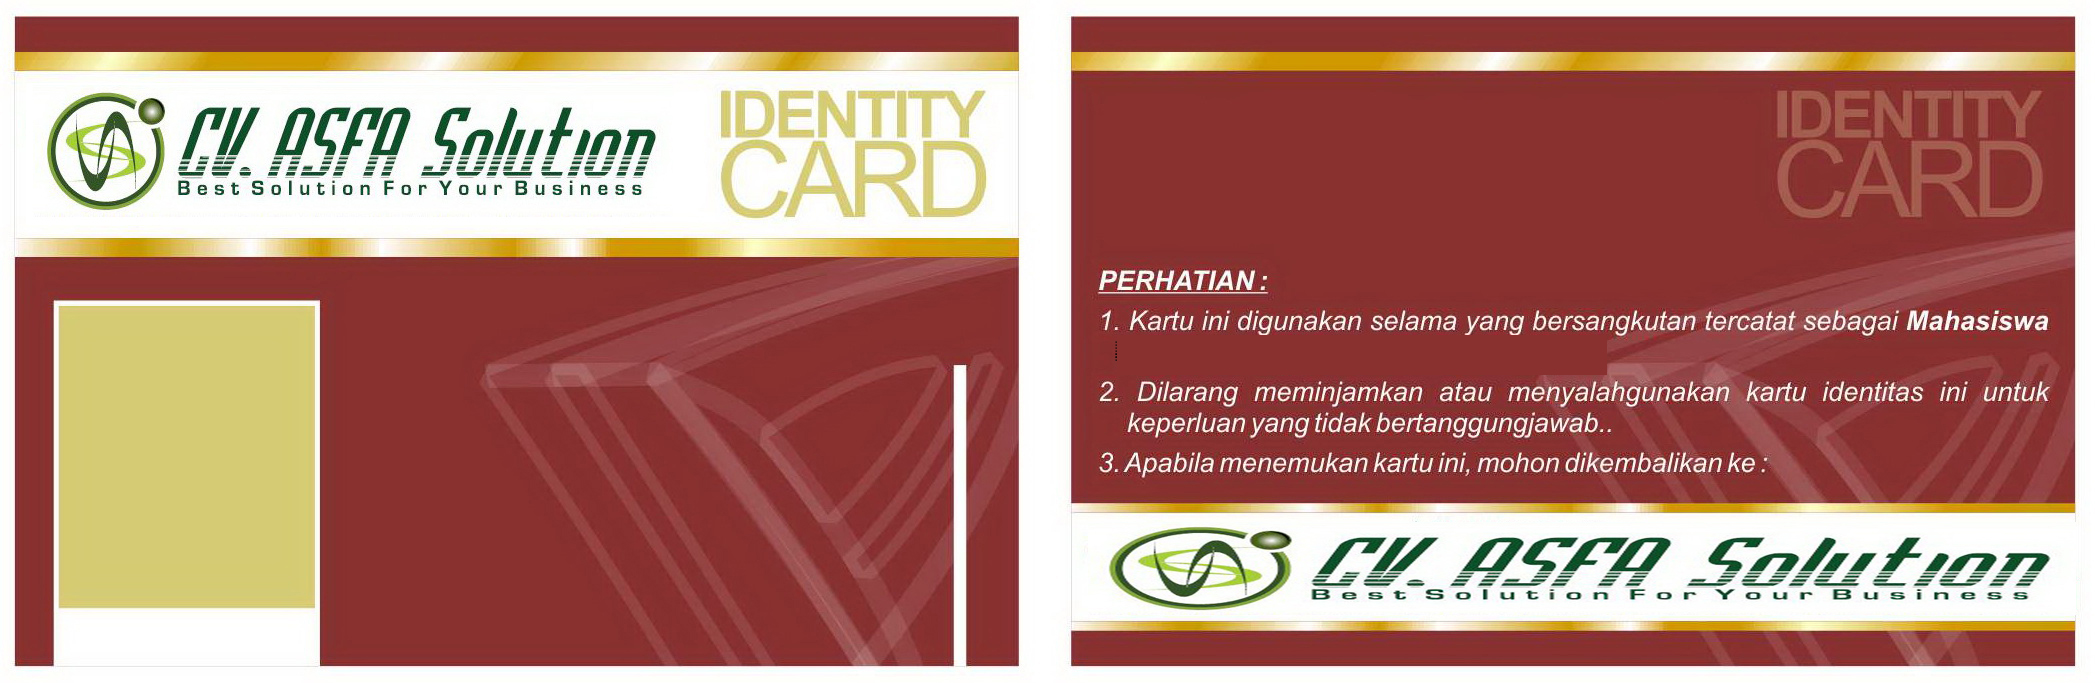 CV. ASFA Solution
Best Solution For Your Business
IDENTITY
CARD
IDENTITY
CARD
PERHATIAN :
1. Kartu ini digunakan selama yang bersangkutan tercatat sebagai Mahasiswa
2. Dilarang meminjamkan atau menyalahgunakan kartu identitas ini untuk
keperluan yang tidak bertanggungjawab..
3. Apabila menemukan kartu ini, mohon dikembalikan ke :
CV. ASFA Solution
Best Solution For Your Business